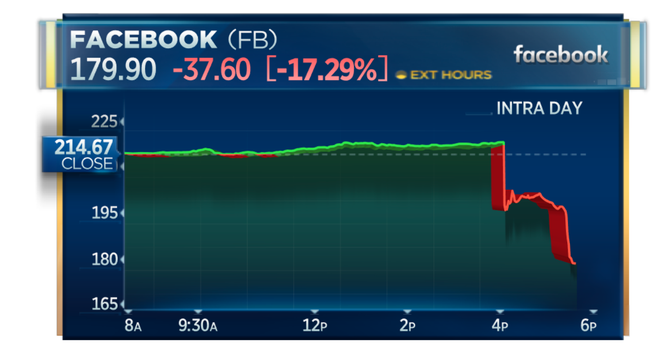 FACEBOOK (FB)
179.90 -37.60 [-17.29%] EXT HOURS
facebook
INTRA DAY
225
214.67
CLOSE
195
180
165
8A 9:30A 12P 2P 4P 6P